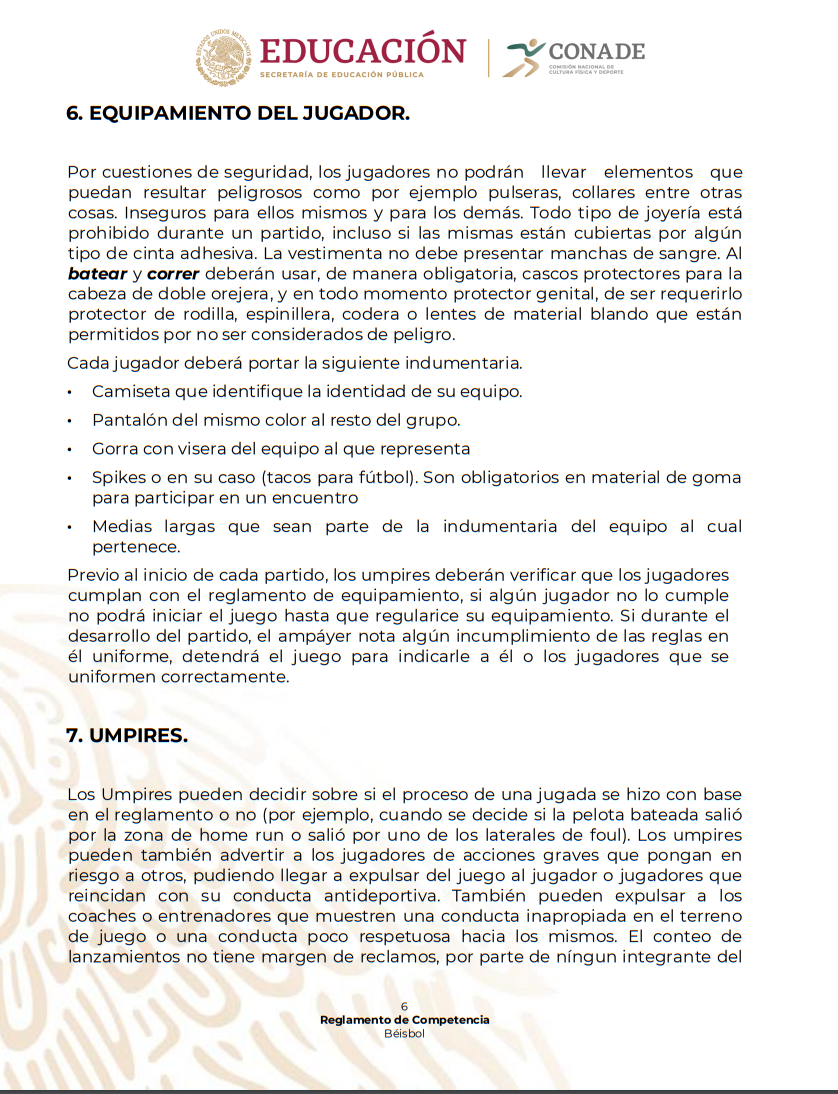 ESTADOS UNIDOS MEXICANOS
EDUCACIÓN
SECRETARÍA DE EDUCACIÓN PÚBLICA
CONADE
COMISIÓN NACIONAL DE
CULTURA FÍSICA Y DEPORTE
6. EQUIPAMIENTO DEL JUGADOR.
Por cuestiones de seguridad, los jugadores no podrán llevar elementos que
puedan resultar peligrosos como por ejemplo pulseras, collares entre otras
cosas. Inseguros para ellos mismos y para los demás. Todo tipo de joyería está
prohibido durante un partido, incluso si las mismas están cubiertas por algún
tipo de cinta adhesiva. La vestimenta no debe presentar manchas de sangre. Al
batear y correr deberán usar, de manera obligatoria, cascos protectores para la
cabeza de doble orejera, y en todo momento protector genital, de ser requerirlo
protector de rodilla, espinillera, codera o lentes de material blando que están
permitidos por no ser considerados de peligro.
Cada jugador deberá portar la siguiente indumentaria.
• Camiseta que identifique la identidad de su equipo.
• Pantalón del mismo color al resto del grupo.
• Gorra con visera del equipo al que representa
• Spikes o en su caso (tacos para fútbol). Son obligatorios en material de goma
para participar en un encuentro
• Medias largas que sean parte de la indumentaria del equipo al cual
pertenece.
Previo al inicio de cada partido, los umpires deberán verificar que los jugadores
cumplan con el reglamento de equipamiento, si algún jugador no lo cumple
no podrá iniciar el juego hasta que regularice su equipamiento. Si durante el
desarrollo del partido, el ampáyer nota algún incumplimiento de las reglas en
él uniforme, detendrá el juego para indicarle a él o los jugadores que se
uniformen correctamente.
7. UMPIRES.
Los Umpires pueden decidir sobre si el proceso de una jugada se hizo con base
en el reglamento o no (por ejemplo, cuando se decide si la pelota bateada salió
por la zona de home run o salió por uno de los laterales de foul). Los umpires
pueden también advertir a los jugadores de acciones graves que pongan en
riesgo a otros, pudiendo llegar a expulsar del juego al jugador o jugadores que
reincidan con su conducta antideportiva. También pueden expulsar a los
coaches o entrenadores que muestren una conducta inapropiada en el terreno
de juego o una conducta poco respetuosa hacia los mismos. El conteo de
lanzamientos no tiene margen de reclamos, por parte de níngun integrante del
6
Reglamento de Competencia
Béisbol